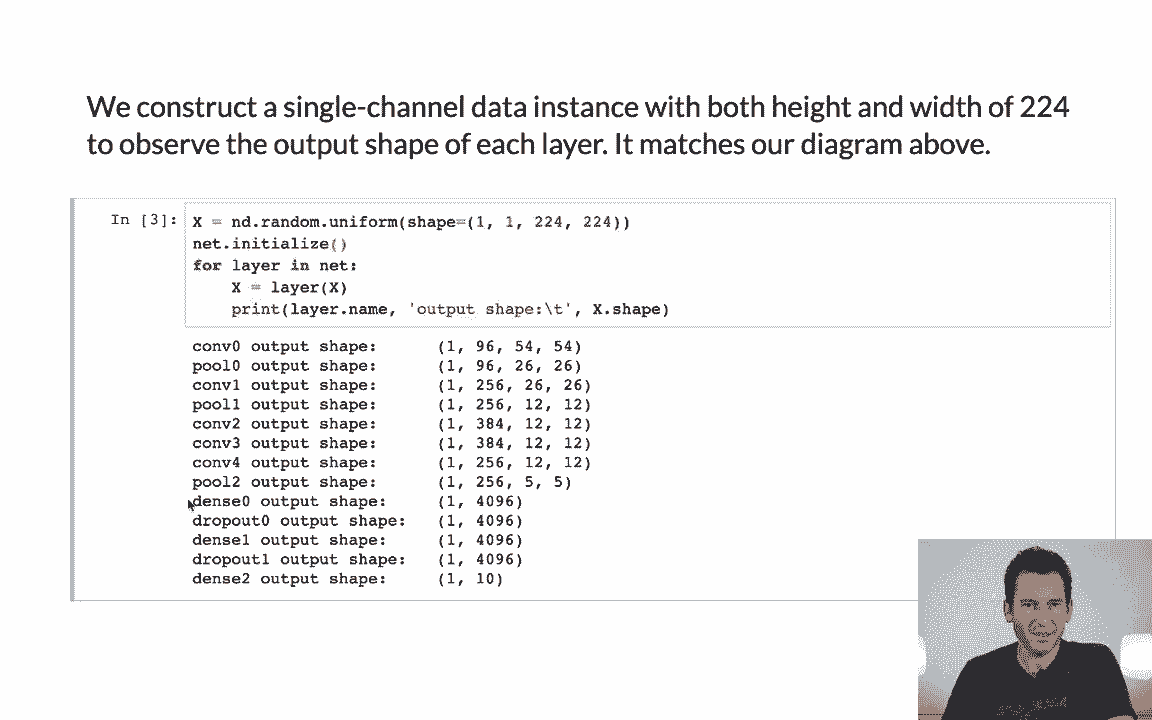 We construct a single-channel data instance with both height and width of 224
to observe the output shape of each layer. It matches our diagram above.
In [3]: X = nd.random.uniform(shape=(1, 1, 224, 224))
net.initialize()
for layer in net:
    X = layer(X)
    print(layer.name, 'output shape:\t', X.shape)
conv0 output shape: (1, 96, 54, 54)
pool0 output shape: (1, 96, 26, 26)
conv1 output shape: (1, 256, 26, 26)
pool1 output shape: (1, 256, 12, 12)
conv2 output shape: (1, 384, 12, 12)
conv3 output shape: (1, 384, 12, 12)
conv4 output shape: (1, 256, 12, 12)
pool2 output shape: (1, 256, 5, 5)
dense0 output shape: (1, 4096)
dropout0 output shape: (1, 4096)
dense1 output shape: (1, 4096)
dropout1 output shape: (1, 4096)
dense2 output shape: (1, 10)